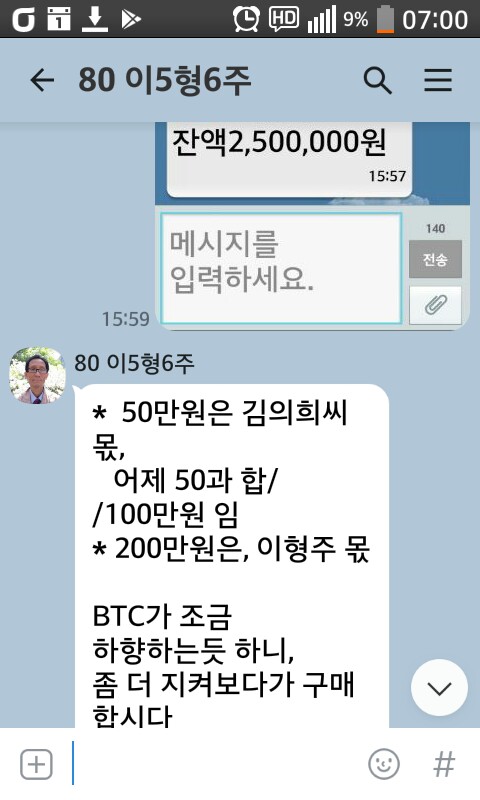 1
HD
9%
07:00
80 이5형6주
잔액2,500,000원
15:57
메시지를
입력하세요.
140
전송
15:59
80 이5형6주
* 50만원은 김의희씨
몫,
어제 50과 합/
/100만원 임
* 200만원은, 이형주 몫
BTC가 조금
하향하는듯 하니,
좀 더 지켜보다가 구매
합시다
#